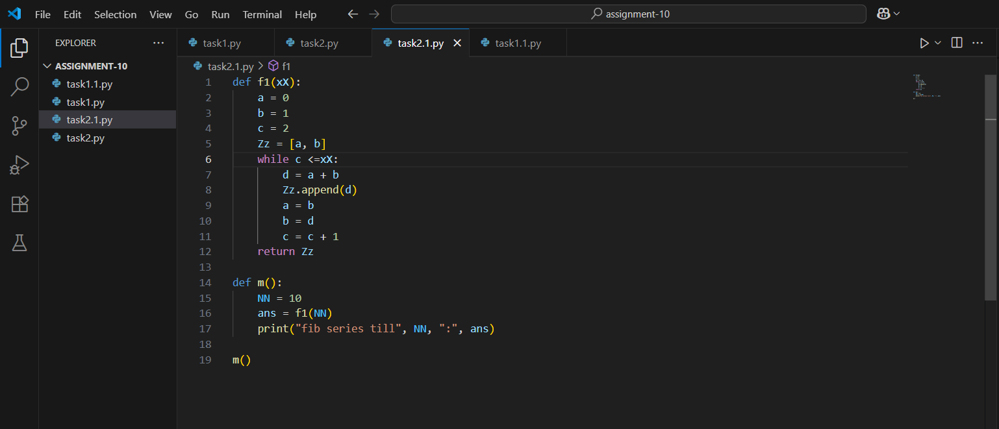 File Edit Selection View Go Run Terminal Help
assignment-10
EXPLORER
ASSIGNMENT-10
task1.1.py
task1.py
task2.1.py
task2.py
task1.py task2.py task2.1.py task1.1.py
task2.1.py > f1
1 def f1(xX):
2     a = 0
3     b = 1
4     c = 2
5     Zz = [a, b]
6     while c <=xX:
7         d = a + b
8         Zz.append(d)
9         a = b
10         b = d
11         c = c + 1
12     return Zz
13
14 def m():
15     NN = 10
16     ans = f1(NN)
17     print("fib series till", NN, ":", ans)
18
19 m()